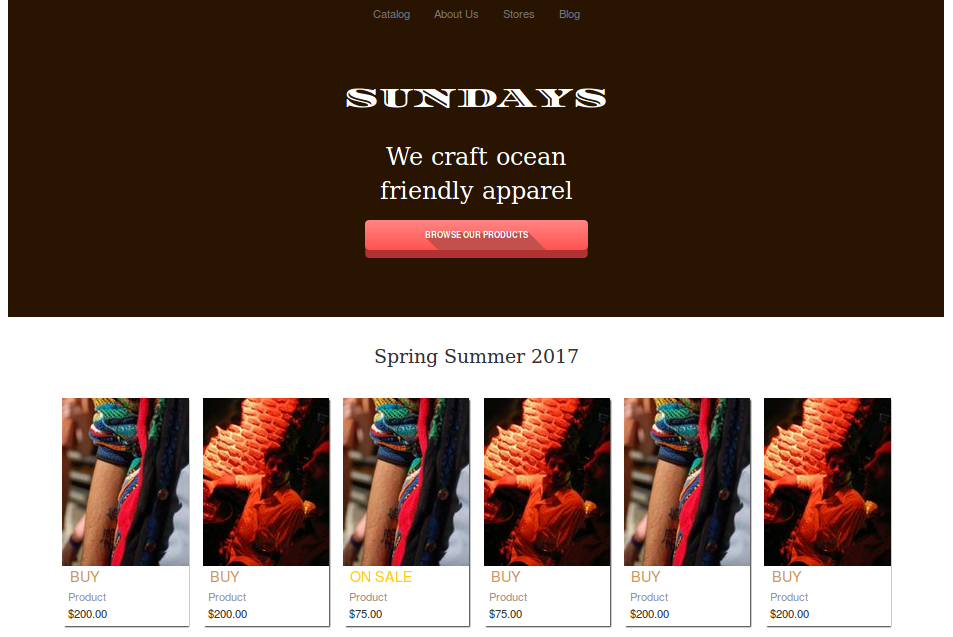 Catalog About Us Stores Blog
SUNDAYS
We craft ocean
friendly apparel
BROWSE OUR PRODUCTS
Spring Summer 2017
BUY BUY ON SALE BUY BUY BUY
Product Product Product Product Product Product
$200.00 $200.00 $75.00 $75.00 $200.00 $200.00